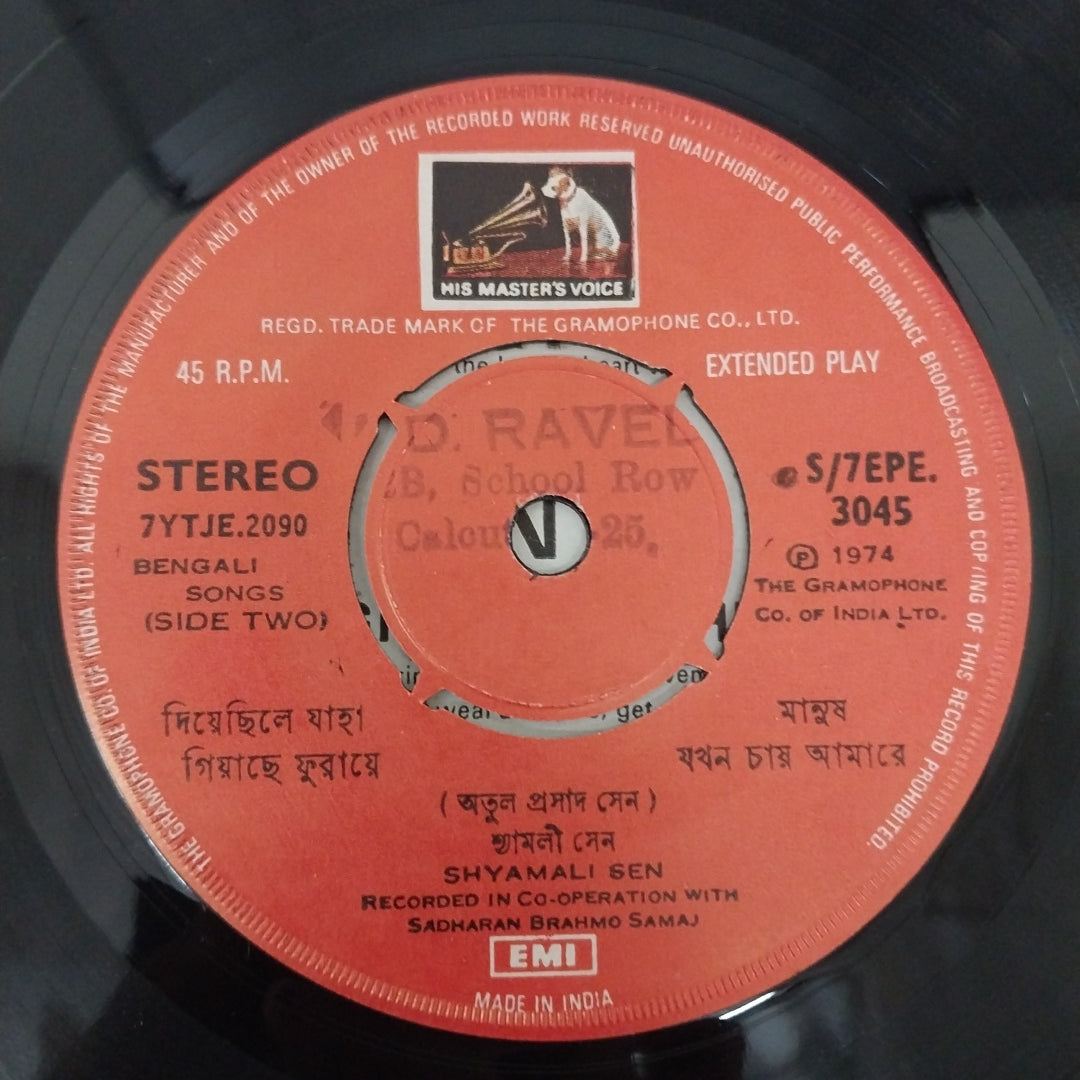 THE GRAMOPHONE CO. OF INDIA LTD. ALL RIGHTS OF THE MANUFACTURER AND OF THE OWNER OF THE RECORDED WORK RESERVED UNAUTHORISED PUBLIC PERFORMANCE BROADCASTING AND COPYING OF THIS RECORD PROHIBITED.
HIS MASTER'S VOICE
REGD. TRADE MARK OF THE GRAMOPHONE CO., LTD.
45 R.P.M.
EXTENDED PLAY
D. RAVEL
School Row
25.
STEREO
7YTJE.2090
BENGALI
SONGS
(SIDE TWO)
S/7EPE.
3045
Ⓟ 1974
THE GRAMOPHONE
CO. OF INDIA LTD.
দিয়েছিলে যাহা
গিয়াছে ফুরায়ে
মানুষ
যখন চায় আমারে
(অতুল প্রসাদ সেন)
শ্যামলী সেন
SHYAMALI SEN
RECORDED IN CO-OPERATION WITH
SADHARAN BRAHMO SAMAJ
EMI
MADE IN INDIA